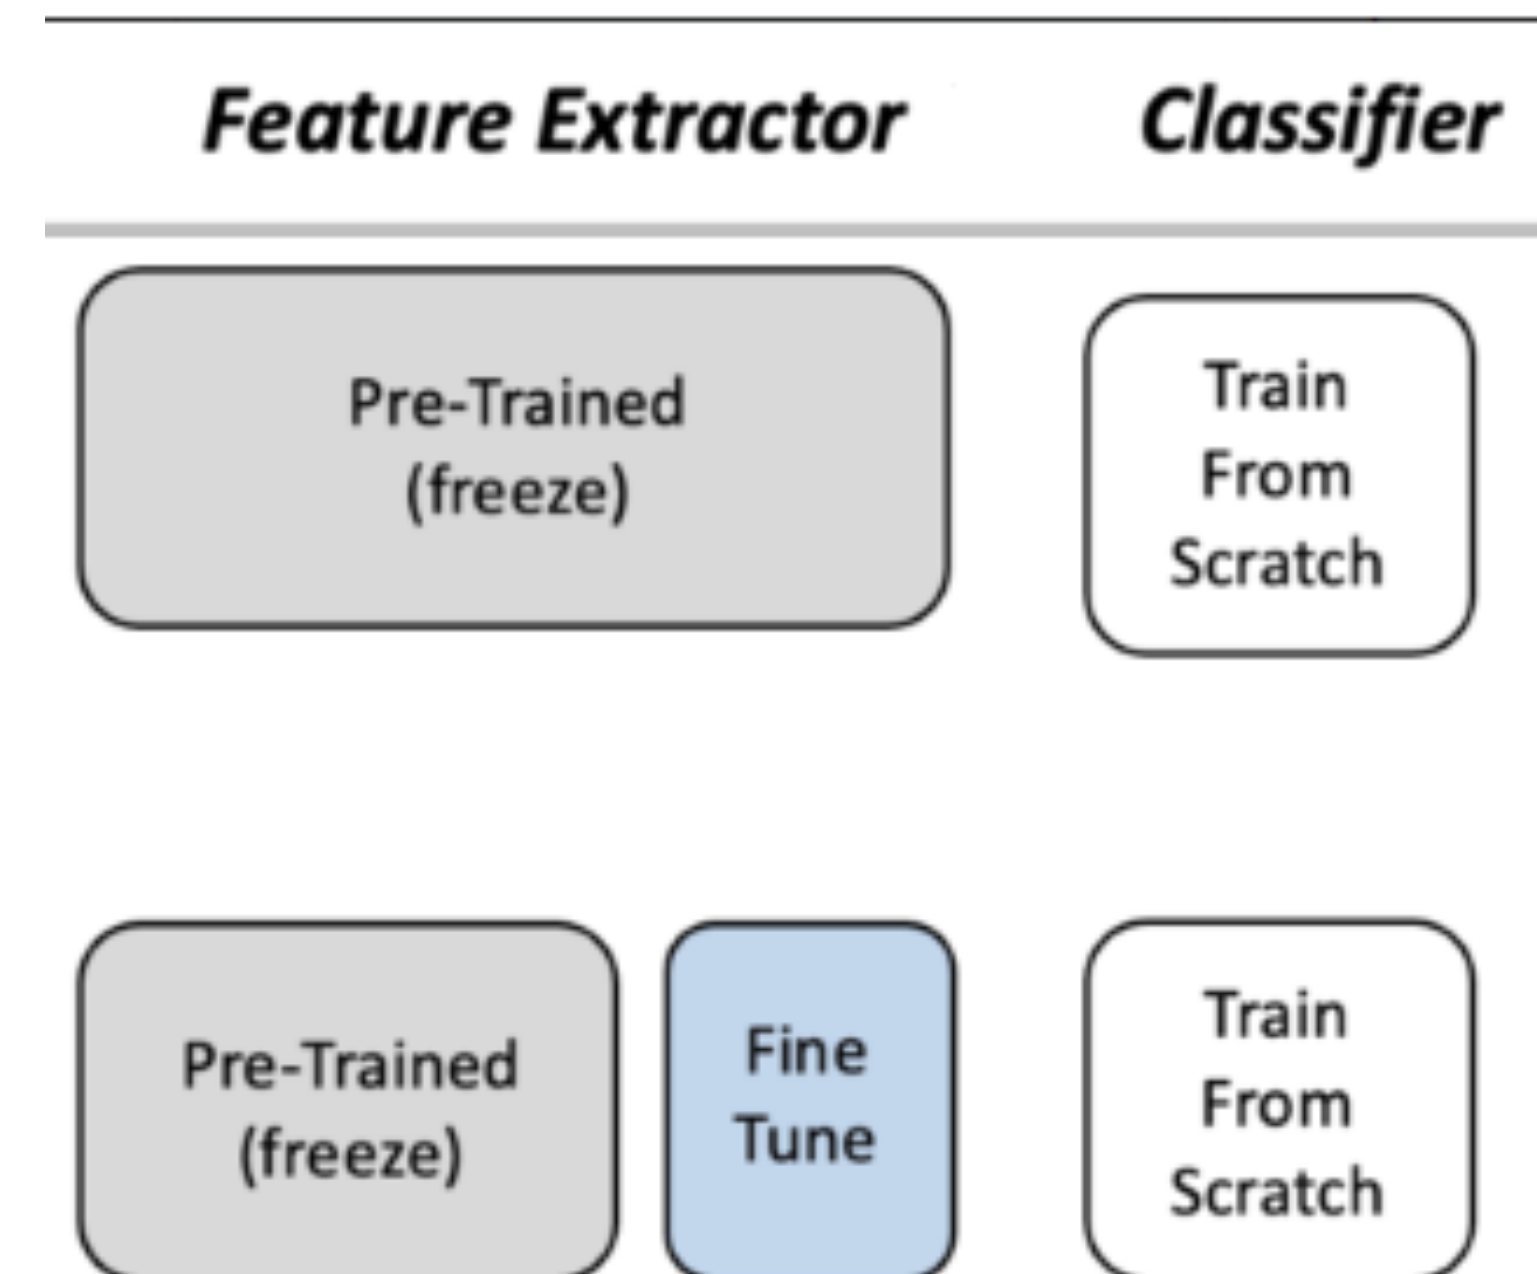 Feature Extractor Classifier
Pre-Trained
(freeze)
Train
From
Scratch
Pre-Trained
(freeze)
Fine
Tune
Train
From
Scratch